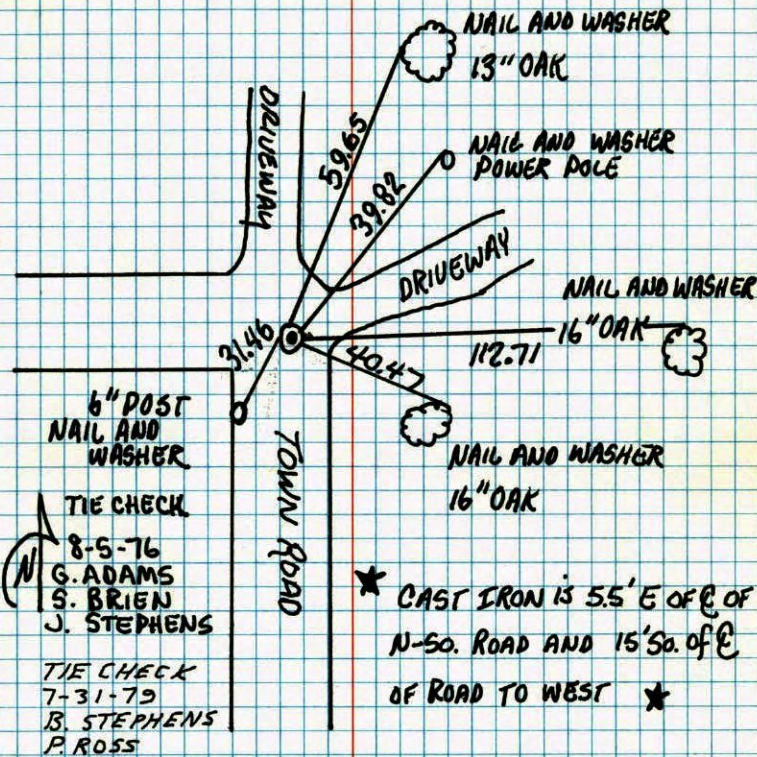 NAIL AND WASHER
13" OAK
DRIVEWAY
59.65
NAIL AND WASHER
POWER POLE
39.82
DRIVEWAY
NAIL AND WASHER
16" OAK
112.71
31.46
40.47
6" POST
NAIL AND
WASHER
NAIL AND WASHER
16" OAK
TOWN ROAD
TIE CHECK
N
8-5-76
G. ADAMS
S. BRIEN
J. STEPHENS
★ CAST IRON is 5.5' E OF ℄ OF
N-SO. ROAD AND 15' SO. of ℄
OF ROAD TO WEST ★
TIE CHECK
7-31-79
B. STEPHENS
P. ROSS